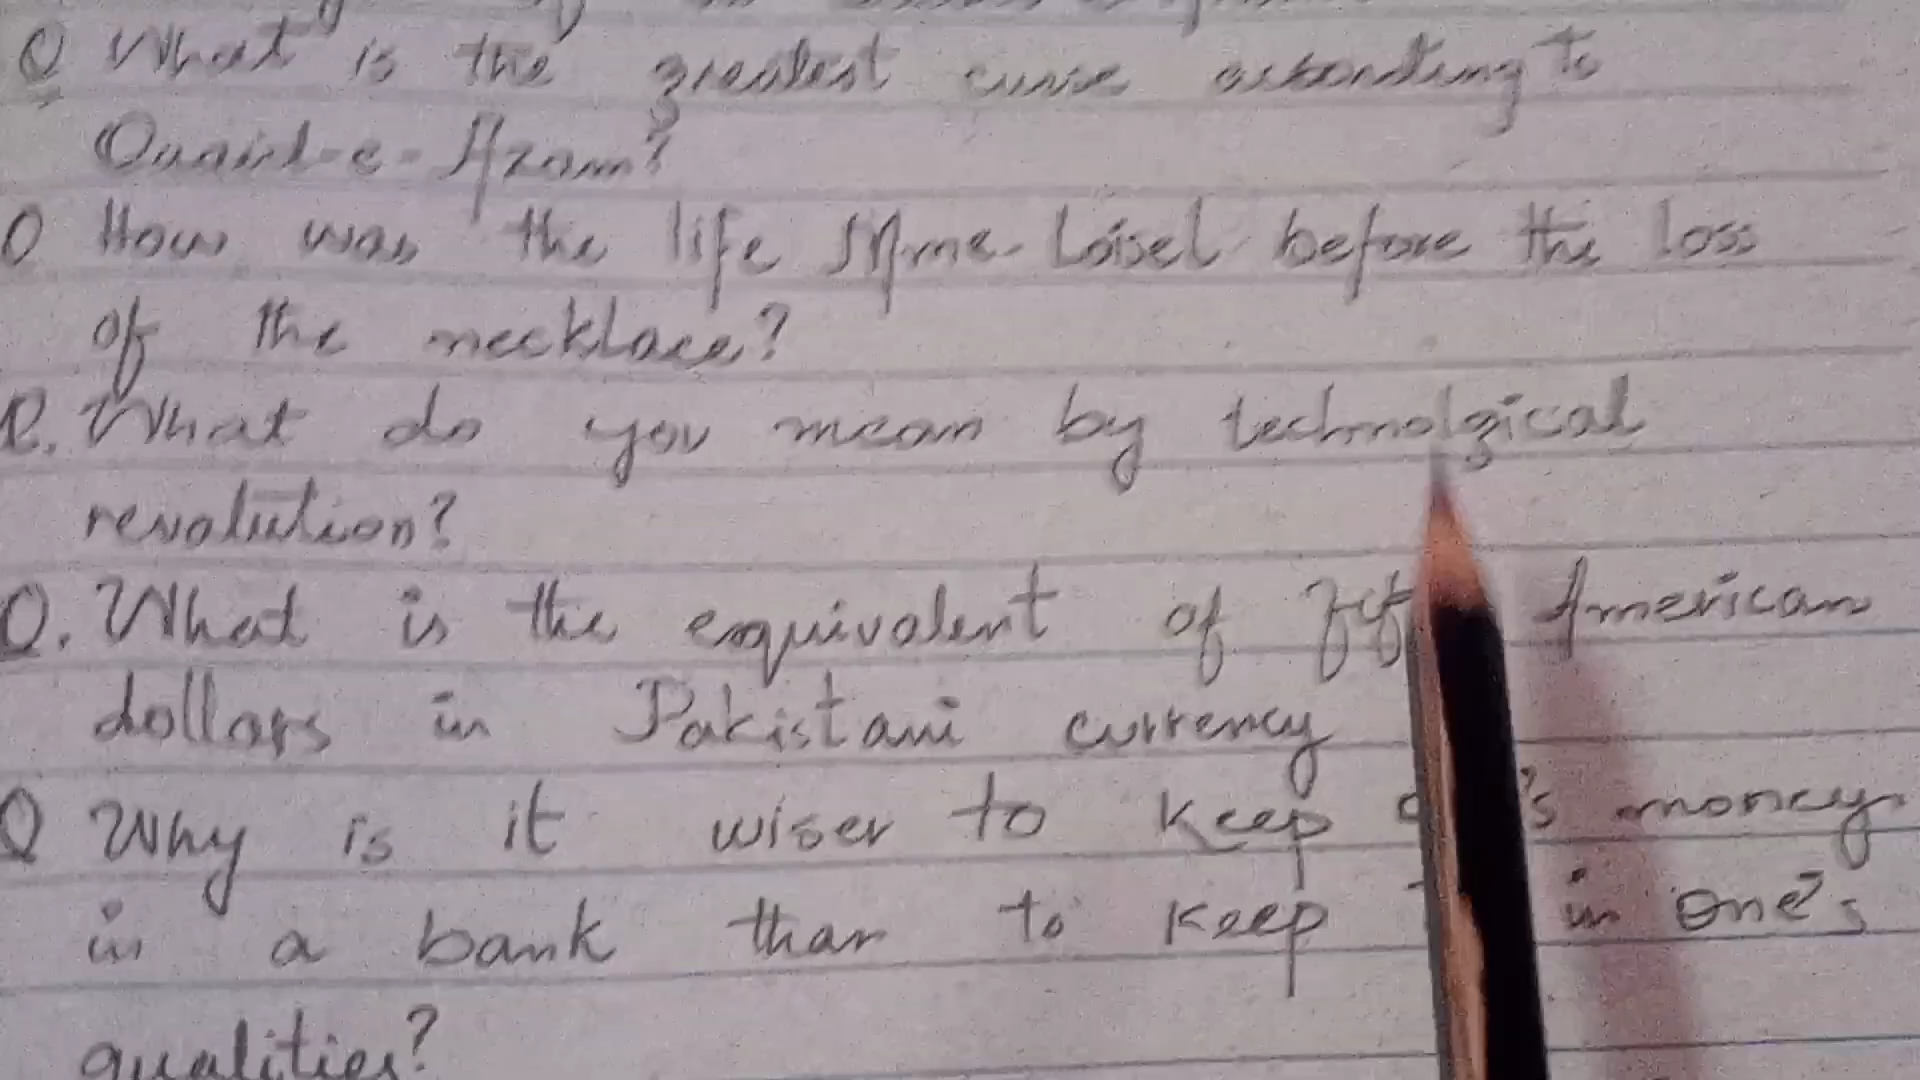 Q What is the greatest curse according to
Quaid-e-Azam?
Q How was the life Mme. Loisel before the loss
of the necklace?
Q. What do you mean by technolgical
revolution?
Q. What is the equivalent of American
dollars in Pakistani currency
Q Why is it wiser to keep money
in a bank than to keep in one's
qualities?